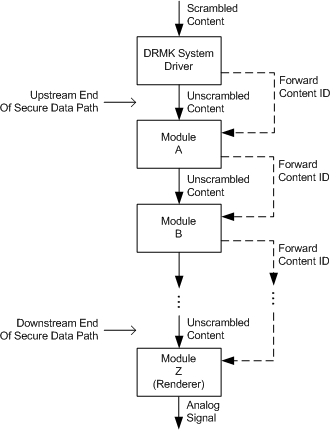 Scrambled
Content
DRMK System
Driver
Forward
Content ID
Upstream End
Of Secure Data Path
Unscrambled
Content
Module
A
Forward
Content ID
Unscrambled
Content
Module
B
Forward
Content ID
...
...
Downstream End
Of Secure Data Path
Unscrambled
Content
Module
Z
(Renderer)
Analog
Signal